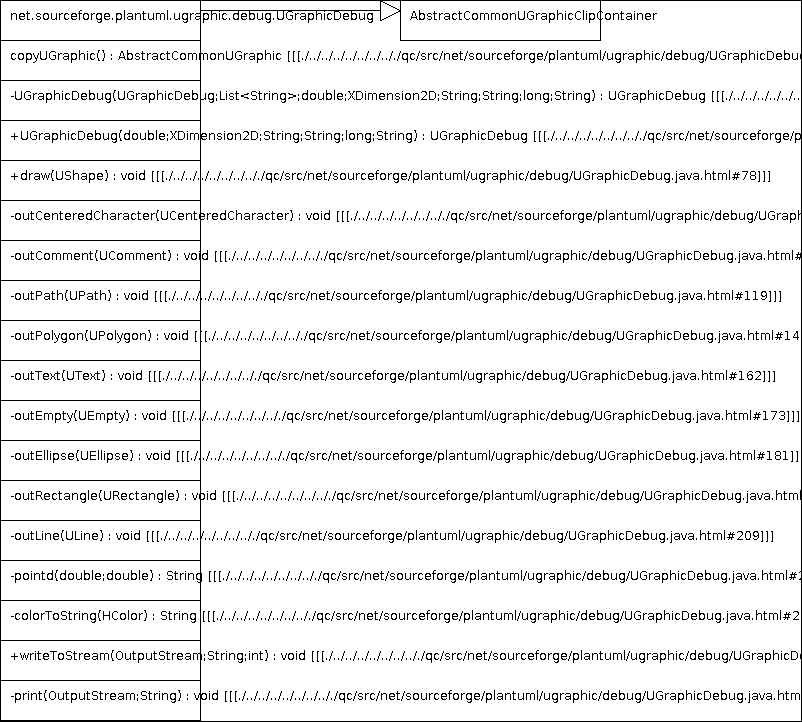 net.sourceforge.plantuml.ugraphic.debug.UGraphicDebug AbstractCommonUGraphicClipContainer
copyUGraphic() : AbstractCommonUGraphic [[[./../../../../../../../qc/src/net/sourceforge/plantuml/ugraphic/debug/UGraphicDebu
-UGraphicDebug(UGraphicDebug;List<String>;double;XDimension2D;String;String;long;String) : UGraphicDebug [[[./../../../..
+UGraphicDebug(double;XDimension2D;String;String;long;String) : UGraphicDebug [[[./../../../../../../../qc/src/net/sourceforge/p
+draw(UShape) : void [[[./../../../../../../../qc/src/net/sourceforge/plantuml/ugraphic/debug/UGraphicDebug.java.html#78]]]
-outCenteredCharacter(UCenteredCharacter) : void [[[./../../../../../../../qc/src/net/sourceforge/plantuml/ugraphic/debug/UGraph
-outComment(UComment) : void [[[./../../../../../../../qc/src/net/sourceforge/plantuml/ugraphic/debug/UGraphicDebug.java.html#
-outPath(UPath) : void [[[./../../../../../../../qc/src/net/sourceforge/plantuml/ugraphic/debug/UGraphicDebug.java.html#119]]]
-outPolygon(UPolygon) : void [[[./../../../../../../../qc/src/net/sourceforge/plantuml/ugraphic/debug/UGraphicDebug.java.html#14
-outText(UText) : void [[[./../../../../../../../qc/src/net/sourceforge/plantuml/ugraphic/debug/UGraphicDebug.java.html#162]]]
-outEmpty(UEmpty) : void [[[./../../../../../../../qc/src/net/sourceforge/plantuml/ugraphic/debug/UGraphicDebug.java.html#173]]]
-outEllipse(UEllipse) : void [[[./../../../../../../../qc/src/net/sourceforge/plantuml/ugraphic/debug/UGraphicDebug.java.html#181]]
-outRectangle(URectangle) : void [[[./../../../../../../../qc/src/net/sourceforge/plantuml/ugraphic/debug/UGraphicDebug.java.html
-outLine(ULine) : void [[[./../../../../../../../qc/src/net/sourceforge/plantuml/ugraphic/debug/UGraphicDebug.java.html#209]]]
-pointd(double;double) : String [[[./../../../../../../../qc/src/net/sourceforge/plantuml/ugraphic/debug/UGraphicDebug.java.html#2
-colorToString(HColor) : String [[[./../../../../../../../qc/src/net/sourceforge/plantuml/ugraphic/debug/UGraphicDebug.java.html#2
+writeToStream(OutputStream;String;int) : void [[[./../../../../../../../qc/src/net/sourceforge/plantuml/ugraphic/debug/UGraphicD
-print(OutputStream;String) : void [[[./../../../../../../../qc/src/net/sourceforge/plantuml/ugraphic/debug/UGraphicDebug.java.htm